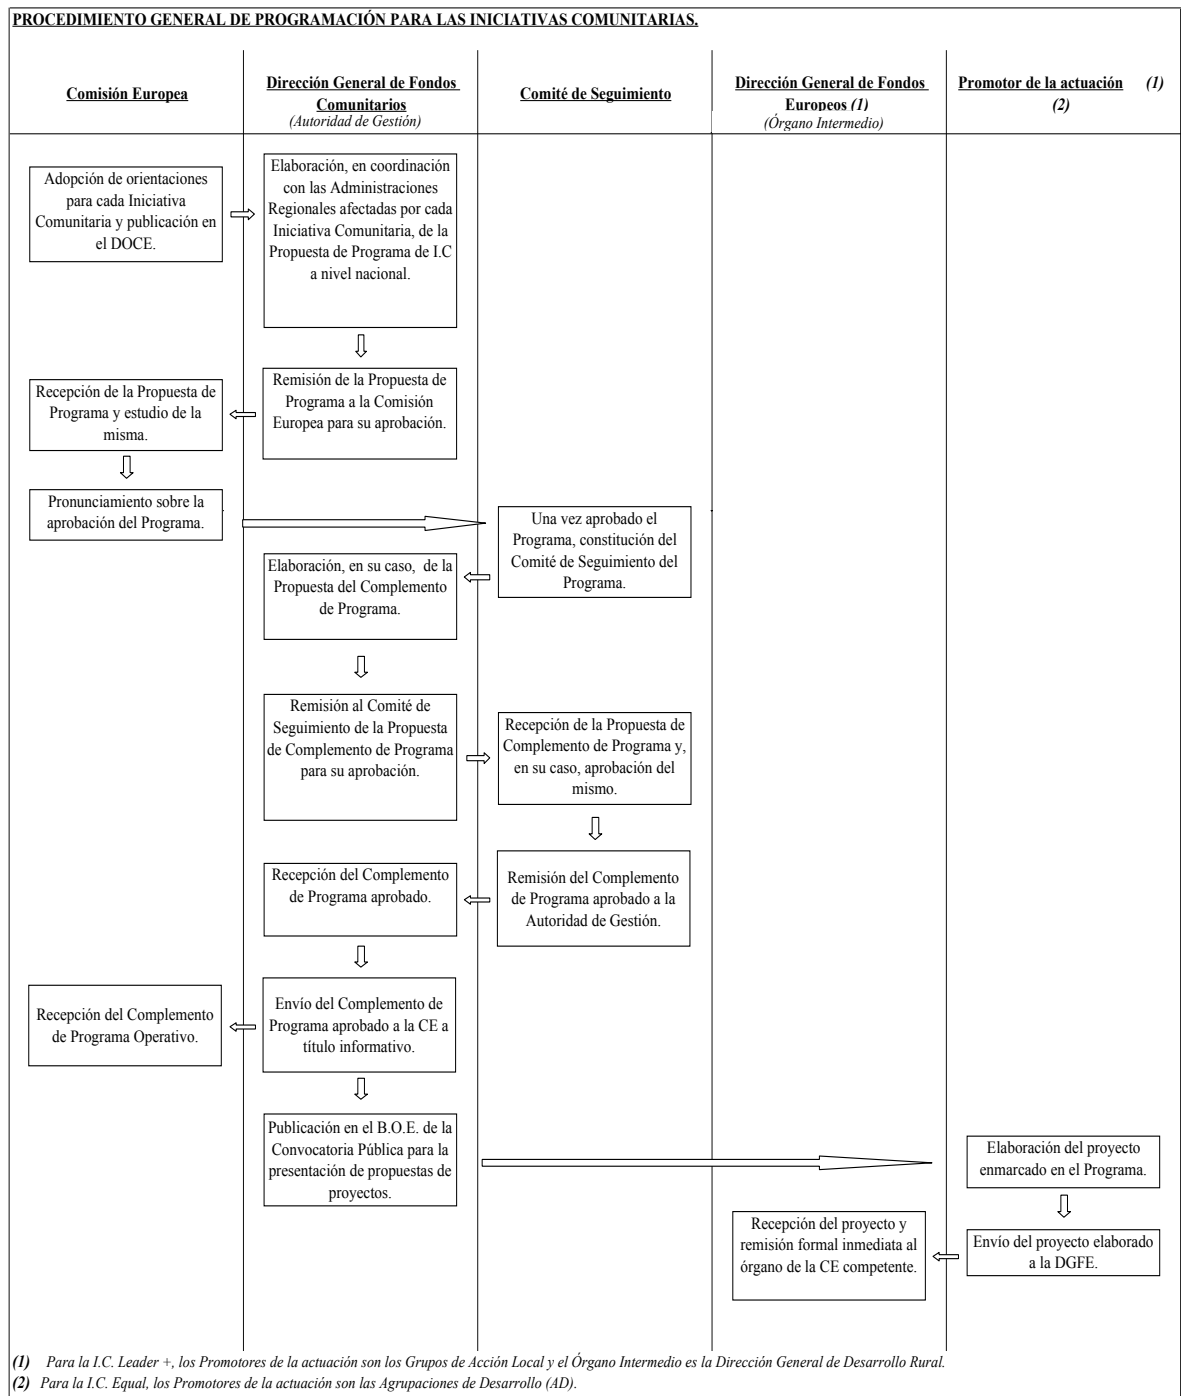 PROCEDIMIENTO GENERAL DE PROGRAMACIÓN PARA LAS INICIATIVAS COMUNITARIAS.
Comisión Europea
Dirección General de Fondos
Comunitarios
(Autoridad de Gestión)
Comité de Seguimiento
Dirección General de Fondos
Europeos (1)
(Órgano Intermedio)
Promotor de la actuación (1)
(2)
Adopción de orientaciones
para cada Iniciativa
Comunitaria y publicación en
el DOCE.
Elaboración, en coordinación
con las Administraciones
Regionales afectadas por cada
Iniciativa Comunitaria, de la
Propuesta de Programa de I.C
a nivel nacional.
Remisión de la Propuesta de
Programa a la Comisión
Europea para su aprobación.
Recepción de la Propuesta de
Programa y estudio de la
misma.
Pronunciamiento sobre la
aprobación del Programa.
Una vez aprobado el
Programa, constitución del
Comité de Seguimiento del
Programa.
Elaboración, en su caso, de la
Propuesta del Complemento
de Programa.
Remisión al Comité de
Seguimiento de la Propuesta
de Complemento de Programa
para su aprobación.
Recepción de la Propuesta de
Complemento de Programa y,
en su caso, aprobación del
mismo.
Remisión del Complemento
de Programa aprobado a la
Autoridad de Gestión.
Recepción del Complemento
de Programa aprobado.
Envío del Complemento de
Programa aprobado a la CE a
título informativo.
Recepción del Complemento
de Programa Operativo.
Publicación en el B.O.E. de la
Convocatoria Pública para la
presentación de propuestas de
proyectos.
Elaboración del proyecto
enmarcado en el Programa.
Envío del proyecto elaborado
a la DGFE.
Recepción del proyecto y
remisión formal inmediata al
órgano de la CE competente.
(1) Para la I.C. Leader +, los Promotores de la actuación son los Grupos de Acción Local y el Órgano Intermedio es la Dirección General de Desarrollo Rural.
(2) Para la I.C. Equal, los Promotores de la actuación son las Agrupaciones de Desarrollo (AD).